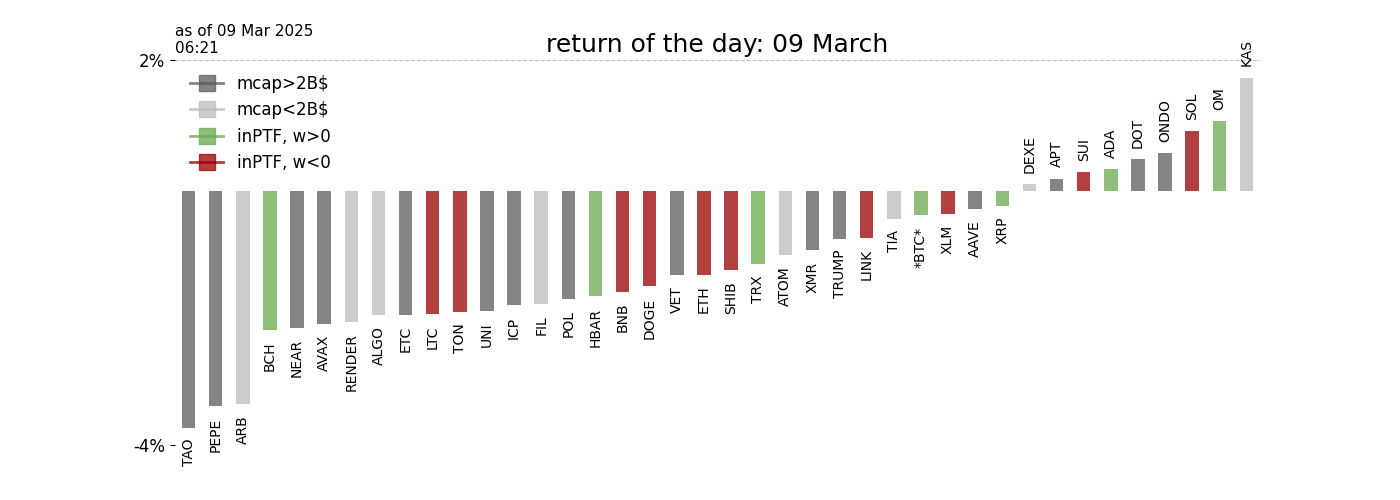 as of 09 Mar 2025
06:21
return of the day: 09 March
2%
mcap>2B$
mcap<2B$
inPTF, w>0
inPTF, w<0
-4%
TAO
PEPE
ARB
BCH
NEAR
AVAX
RENDER
ALGO
ETC
LTC
TON
UNI
ICP
FIL
POL
HBAR
BNB
DOGE
VET
ETH
SHIB
TRX
ATOM
XMR
TRUMP
LINK
TIA
*BTC*
XLM
AAVE
XRP
DEXE
APT
SUI
ADA
DOT
ONDO
SOL
OM
KAS